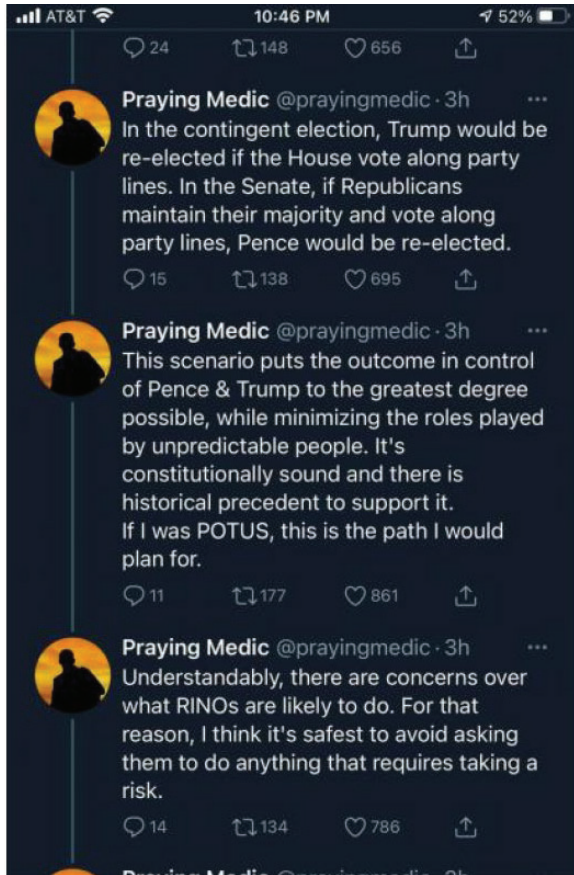 AT&T 10:46 PM 52%
24 148 656
Praying Medic @prayingmedic · 3h ...
In the contingent election, Trump would be
re-elected if the House vote along party
lines. In the Senate, if Republicans
maintain their majority and vote along
party lines, Pence would be re-elected.
15 138 695
Praying Medic @prayingmedic · 3h ...
This scenario puts the outcome in control
of Pence & Trump to the greatest degree
possible, while minimizing the roles played
by unpredictable people. It's
constitutionally sound and there is
historical precedent to support it.
If I was POTUS, this is the path I would
plan for.
11 177 861
Praying Medic @prayingmedic · 3h ...
Understandably, there are concerns over
what RINOs are likely to do. For that
reason, I think it's safest to avoid asking
them to do anything that requires taking a
risk.
14 134 786